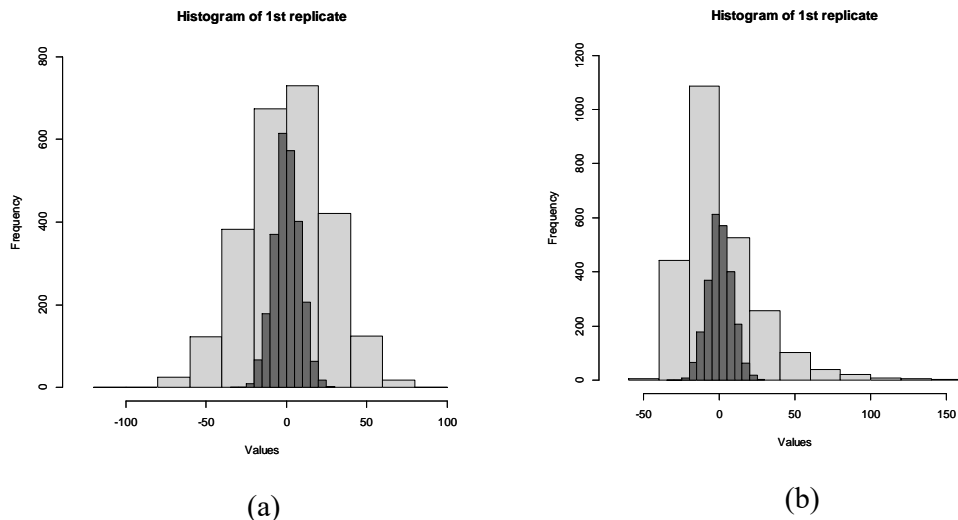 Histogram of 1st replicate
Frequency
800
600
400
200
0
-100 -50 0 50 100
Values
(a)
Histogram of 1st replicate
Frequency
1200
1000
800
600
400
200
0
-50 0 50 100 150
Values
(b)